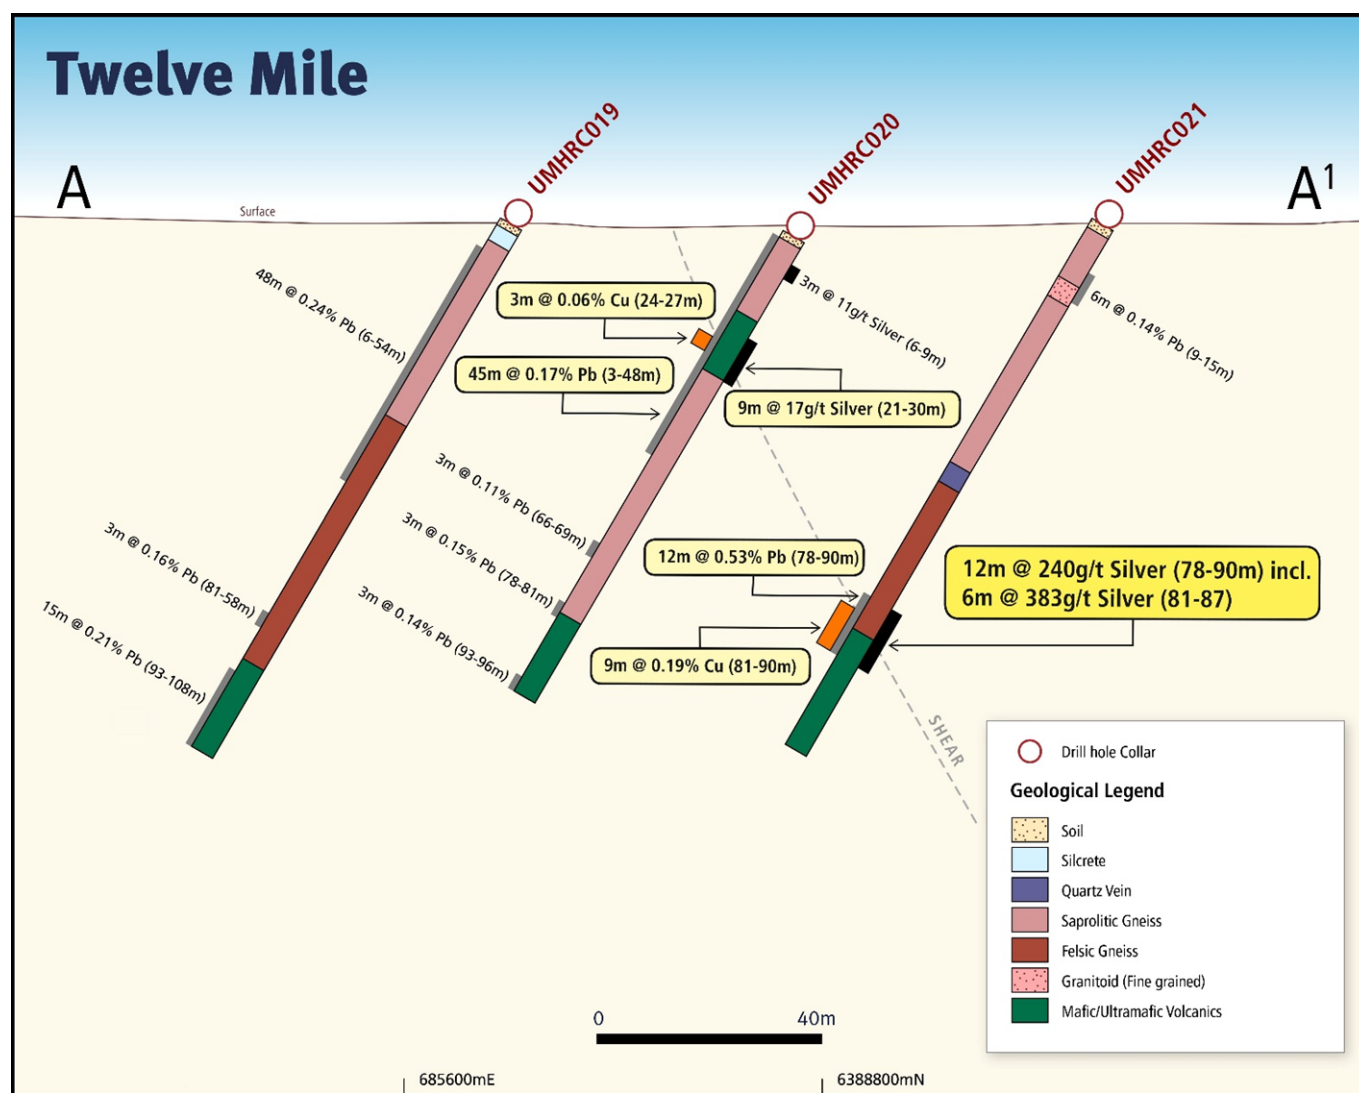 Twelve Mile
A
A1
UMHRC019
UMHRC020
UMHRC021
Surface
48m @ 0.24% Pb (6-54m)
3m @ 0.16% Pb (81-58m)
15m @ 0.21% Pb (93-108m)
3m @ 0.06% Cu (24-27m)
45m @ 0.17% Pb (3-48m)
3m @ 11g/t Silver (6-9m)
9m @ 17g/t Silver (21-30m)
3m @ 0.11% Pb (66-69m)
3m @ 0.15% Pb (78-81m)
3m @ 0.14% Pb (93-96m)
6m @ 0.14% Pb (9-15m)
12m @ 0.53% Pb (78-90m)
9m @ 0.19% Cu (81-90m)
12m @ 240g/t Silver (78-90m) incl.
6m @ 383g/t Silver (81-87)
SHEAR
Drill hole Collar
Geological Legend
Soil
Silcrete
Quartz Vein
Saprolitic Gneiss
Felsic Gneiss
Granitoid (Fine grained)
Mafic/Ultramafic Volcanics
0 40m
685600mE
6388800mN